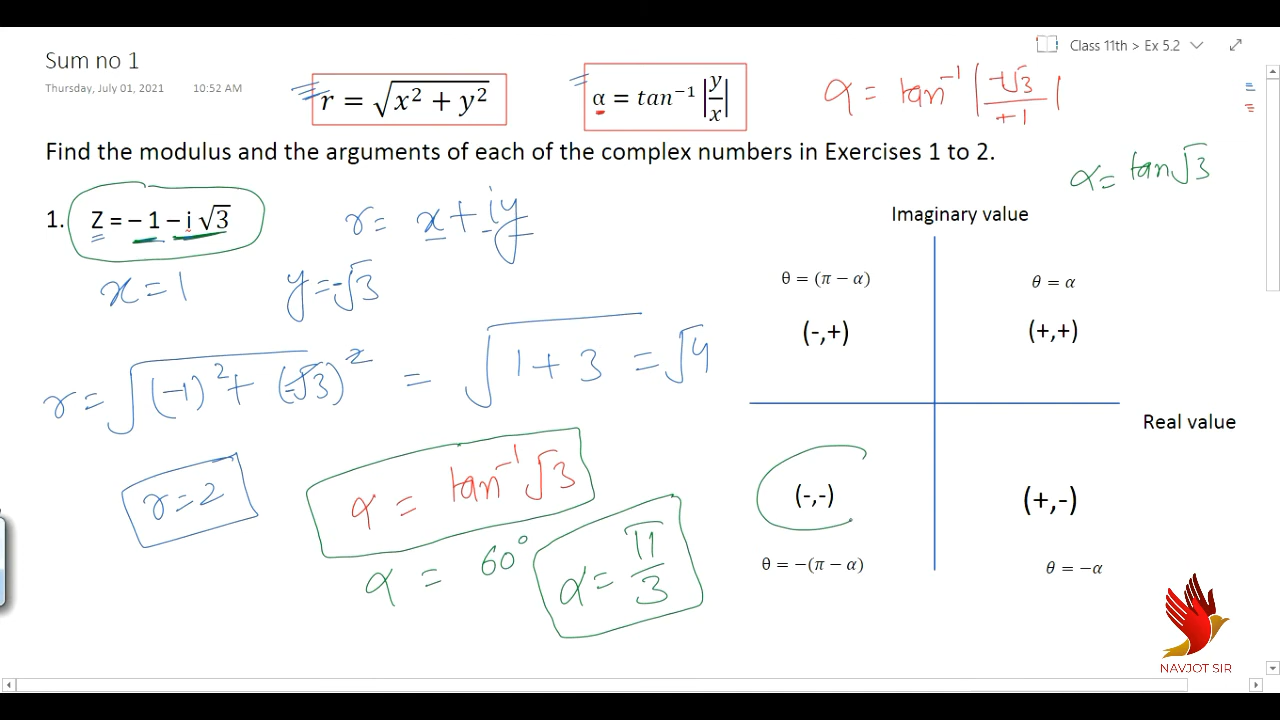 Sum no 1
Class 11th > Ex 5.2
Thursday, July 01, 2021 10:52 AM
r = √(x² + y²)
α = tan⁻¹ |y/x|
α = tan⁻¹ |-√3/+1|
Find the modulus and the arguments of each of the complex numbers in Exercises 1 to 2.
α = tan √3
1. Z = – 1 – i √3
r = x + iy
Imaginary value
x = 1 y = -√3
θ = (π − α) θ = α
(-,+) (+,+)
r = √((-1)² + (-√3)²) = √(1 + 3) = √4
Real value
r = 2
α = tan⁻¹ √3
(-,-) (+,-)
α = 60° α = π/3
θ = −(π − α) θ = −α
NAVJOT SIR